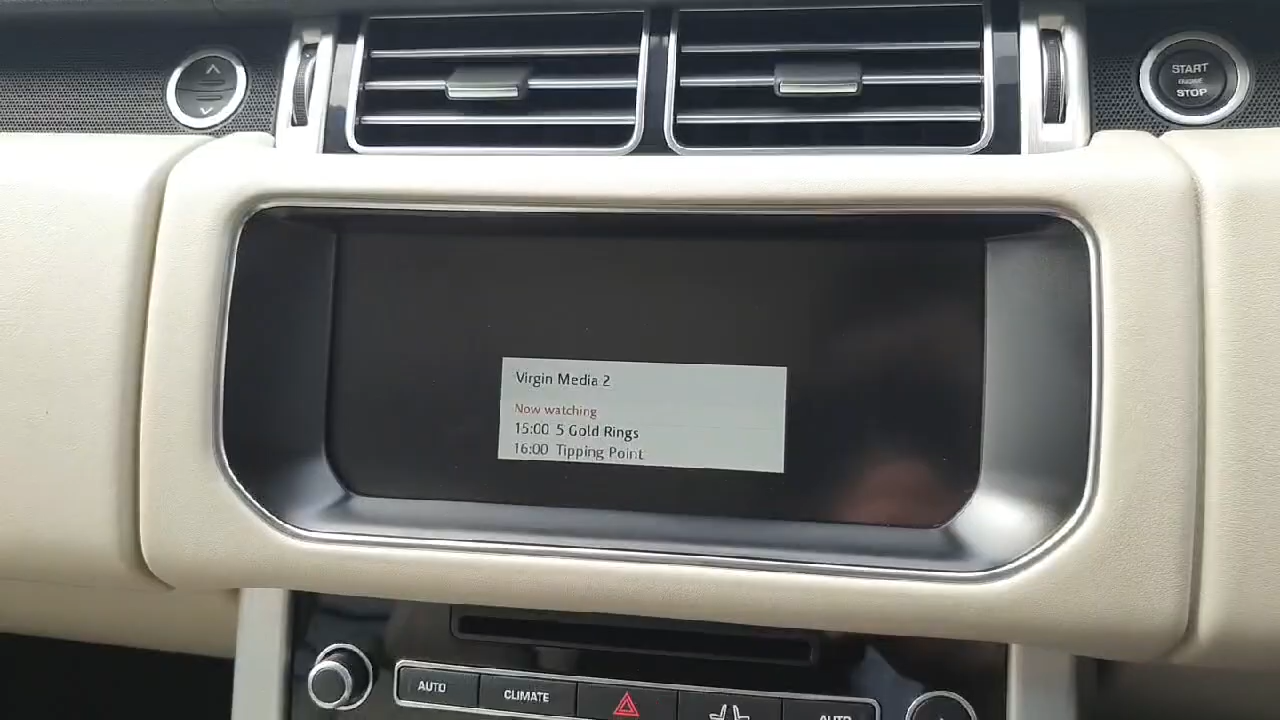 START
ENGINE
STOP
Virgin Media 2
Now watching
15:00 5 Gold Rings
16:00 Tipping Point
AUTO
CLIMATE
AUTO